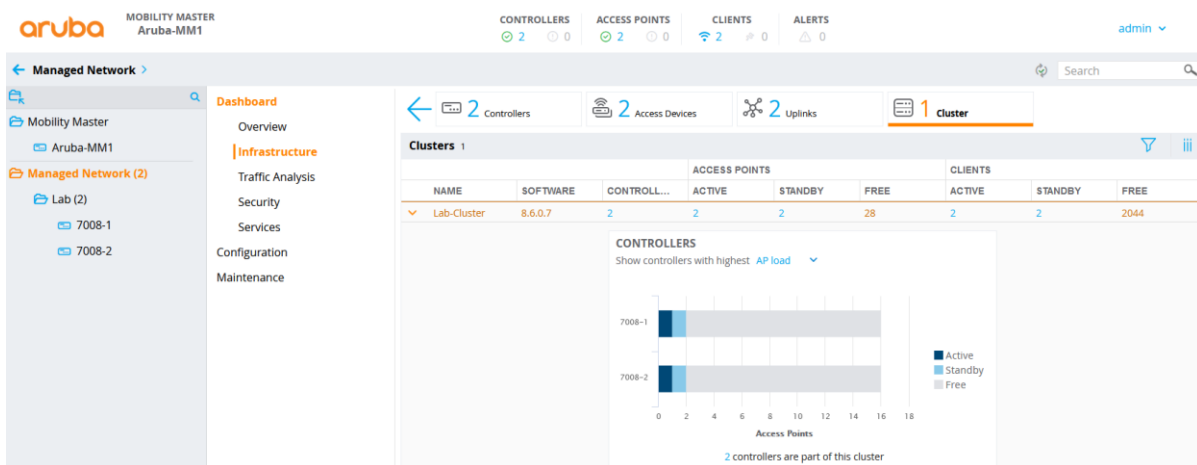 aruba
MOBILITY MASTER
Aruba-MM1
CONTROLLERS ACCESS POINTS CLIENTS ALERTS
2 0 2 0 2 0 0
admin
Managed Network
Search
Mobility Master
Aruba-MM1
Managed Network (2)
Lab (2)
7008-1
7008-2
Dashboard
Overview
Infrastructure
Traffic Analysis
Security
Services
Configuration
Maintenance
2 Controllers
2 Access Devices
2 Uplinks
1 Cluster
Clusters 1
ACCESS POINTS CLIENTS
NAME SOFTWARE CONTROLL... ACTIVE STANDBY FREE ACTIVE STANDBY FREE
Lab-Cluster 8.6.0.7 2 2 2 28 2 2 2044
CONTROLLERS
Show controllers with highest AP load
7008-1
7008-2
0 2 4 6 8 10 12 14 16 18
Access Points
Active
Standby
Free
2 controllers are part of this cluster